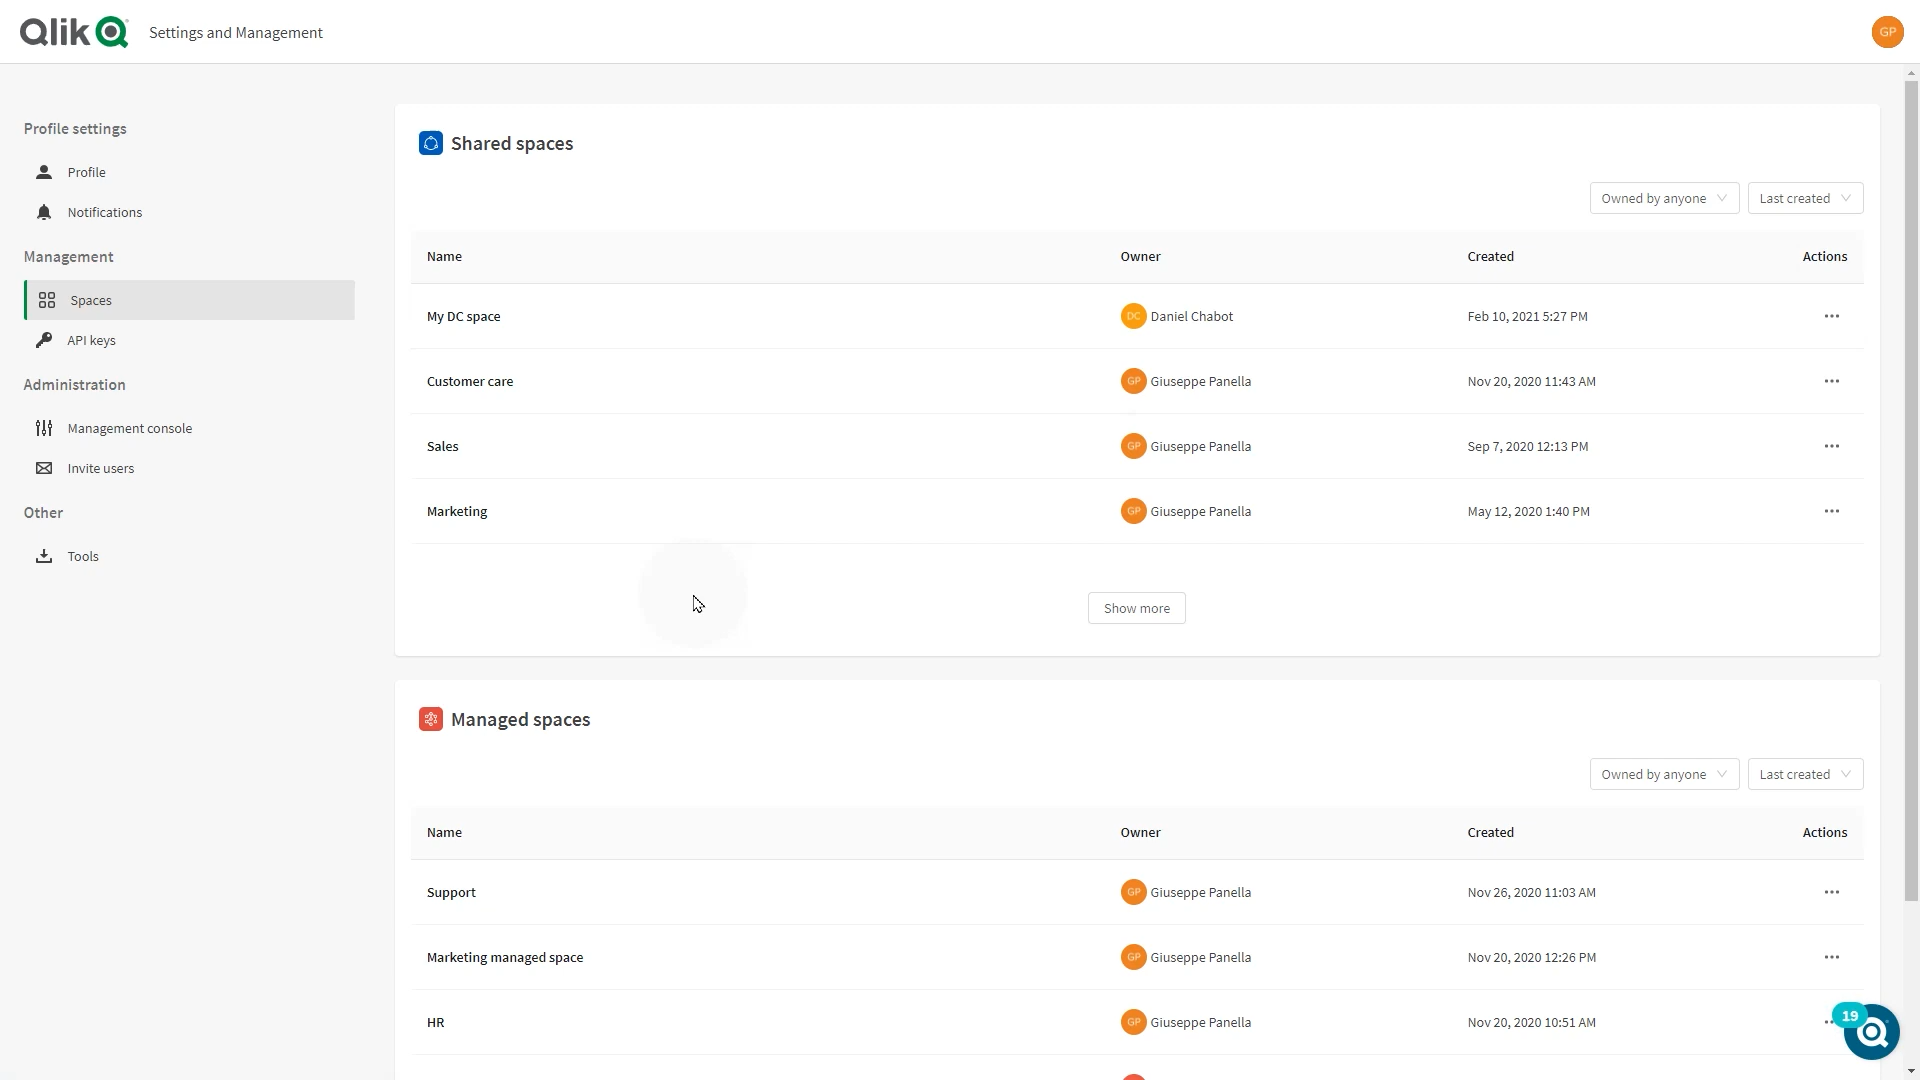 Qlik Settings and Management GP
Profile settings
Profile
Notifications
Management
Spaces
API keys
Administration
Management console
Invite users
Other
Tools
Shared spaces
Owned by anyone Last created
Name Owner Created Actions
My DC space DC Daniel Chabot Feb 10, 2021 5:27 PM
Customer care GP Giuseppe Panella Nov 20, 2020 11:43 AM
Sales GP Giuseppe Panella Sep 7, 2020 12:13 PM
Marketing GP Giuseppe Panella May 12, 2020 1:40 PM
Show more
Managed spaces
Owned by anyone Last created
Name Owner Created Actions
Support GP Giuseppe Panella Nov 26, 2020 11:03 AM
Marketing managed space GP Giuseppe Panella Nov 20, 2020 12:26 PM
HR GP Giuseppe Panella Nov 20, 2020 10:51 AM
19